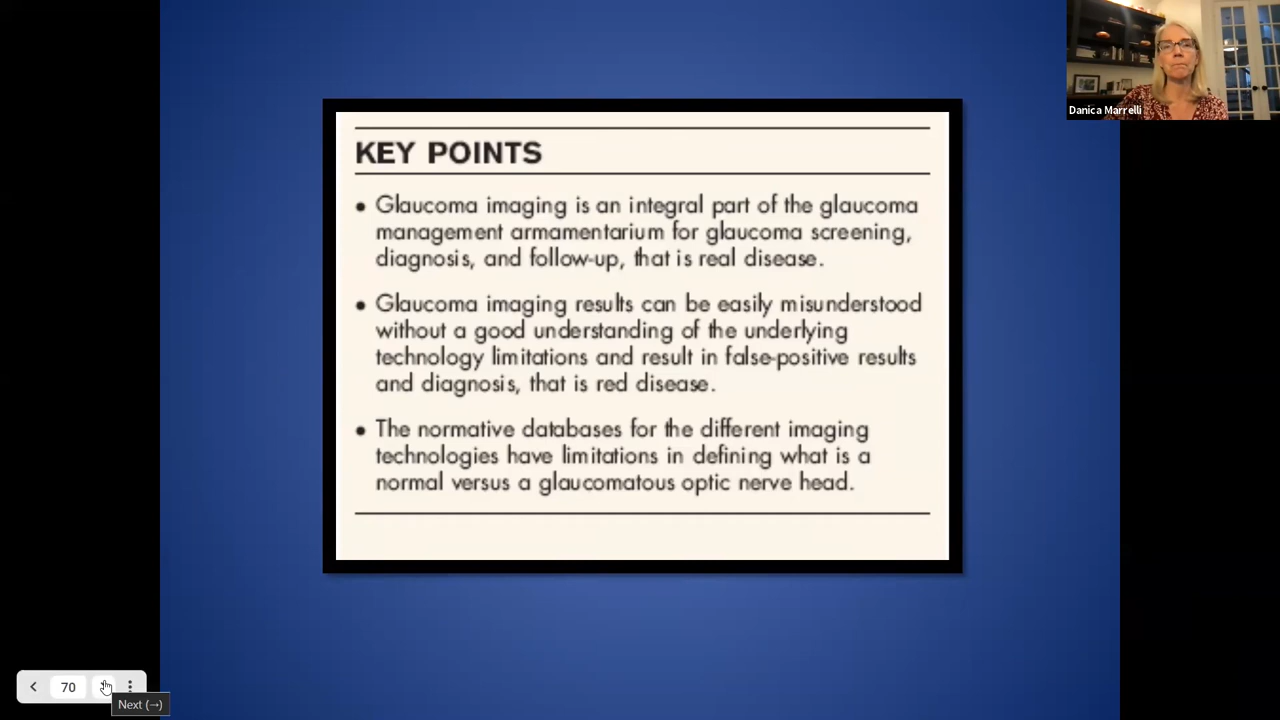 Danica Marrelli
KEY POINTS
• Glaucoma imaging is an integral part of the glaucoma
management armamentarium for glaucoma screening,
diagnosis, and follow-up, that is real disease.
• Glaucoma imaging results can be easily misunderstood
without a good understanding of the underlying
technology limitations and result in false-positive results
and diagnosis, that is red disease.
• The normative databases for the different imaging
technologies have limitations in defining what is a
normal versus a glaucomatous optic nerve head.
70
Next (→)